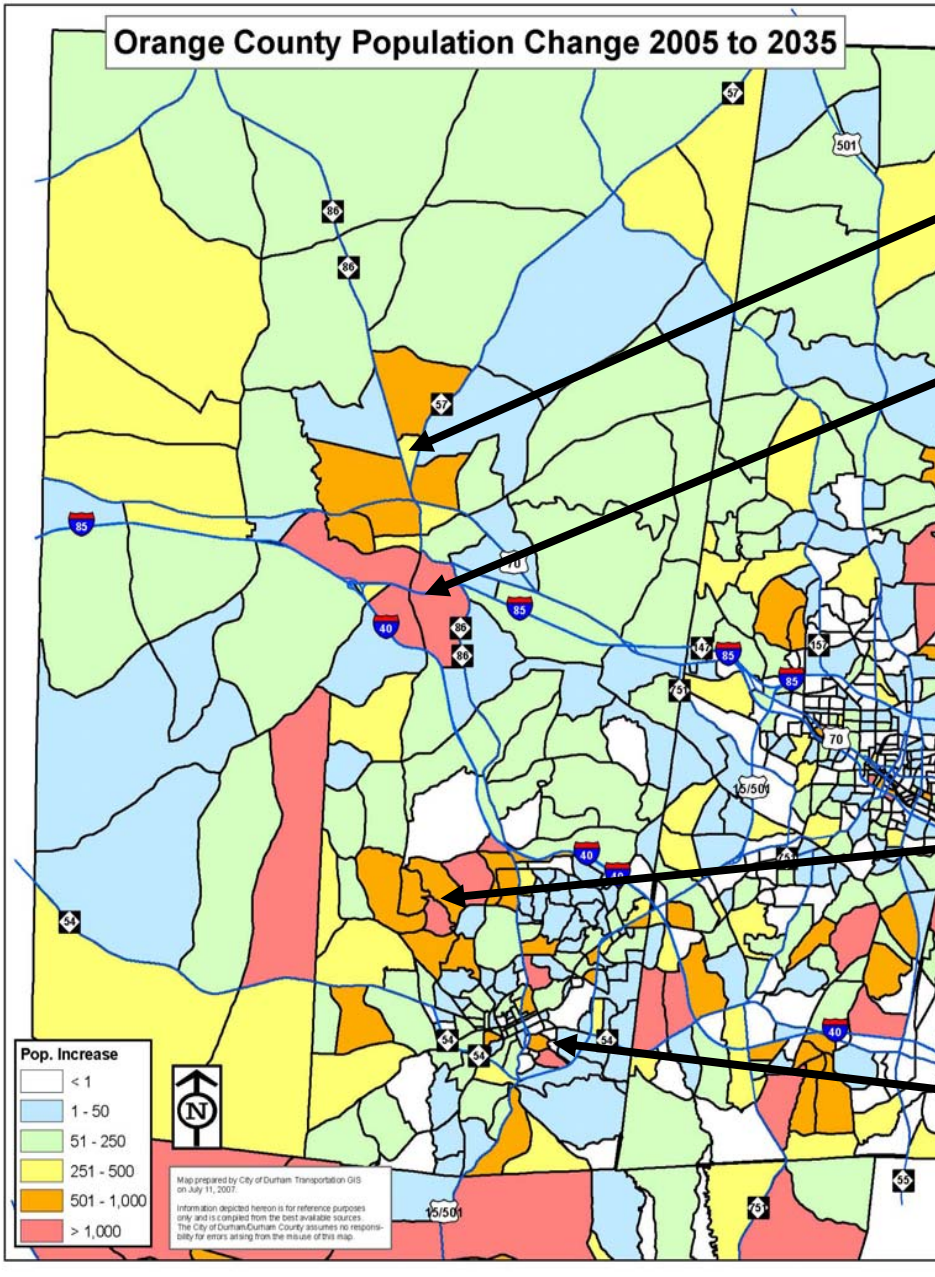 Orange County Population Change 2005 to 2035
57
501
86
86
57
85
70
85
40
86
86
147
85
157
751
85
70
15/501
751
40
40
54
54
54
54
40
55
15/501
751
Pop. Increase
< 1
1 - 50
51 - 250
251 - 500
501 - 1,000
> 1,000
N
Map prepared by City of Durham Transportation GIS
on July 11, 2007.
Information depicted hereon is for reference purposes
only and is compiled from the best available sources.
The City of Durham/Durham County assumes no responsi-
bility for errors arising from the misuse of this map.